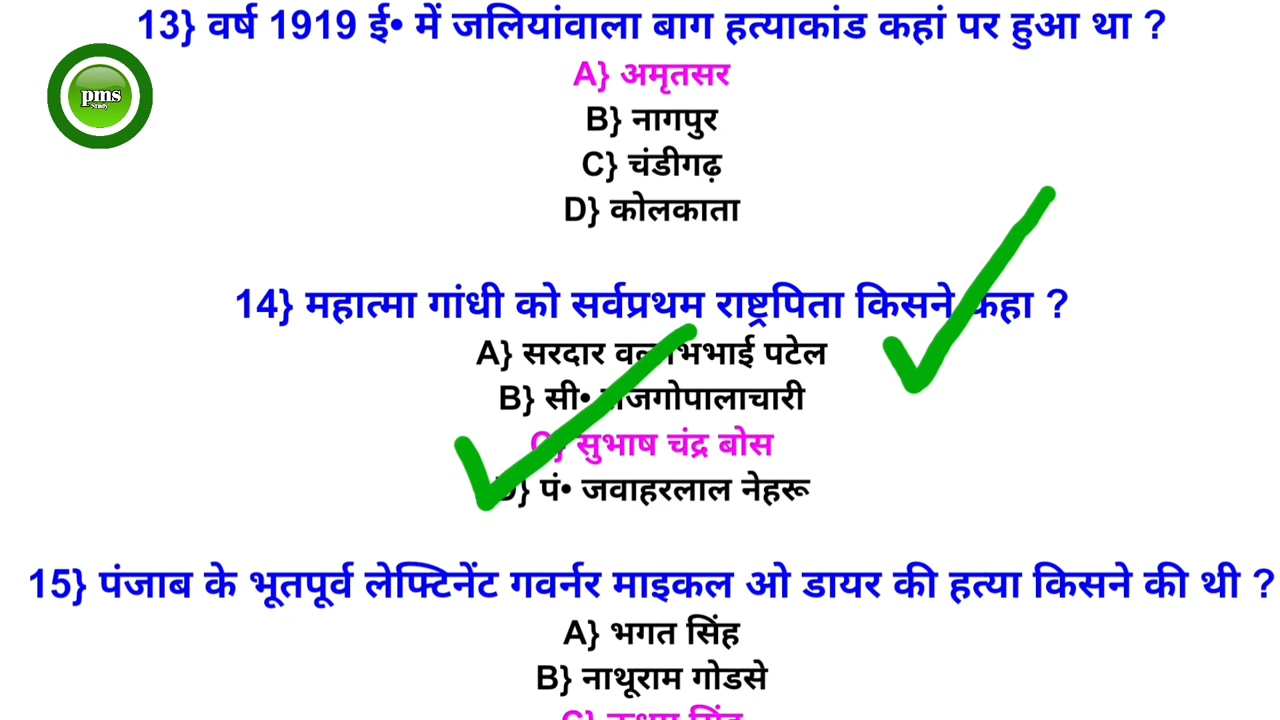 13} वर्ष 1919 ई• में जलियांवाला बाग हत्याकांड कहां पर हुआ था ?
pms
Study
A} अमृतसर
B} नागपुर
C} चंडीगढ़
D} कोलकाता
14} महात्मा गांधी को सर्वप्रथम राष्ट्रपिता किसने कहा ?
A} सरदार वल्लभभाई पटेल
B} सी• राजगोपालाचारी
C} सुभाष चंद्र बोस
D} पं• जवाहरलाल नेहरू
15} पंजाब के भूतपूर्व लेफ्टिनेंट गवर्नर माइकल ओ डायर की हत्या किसने की थी ?
A} भगत सिंह
B} नाथूराम गोडसे